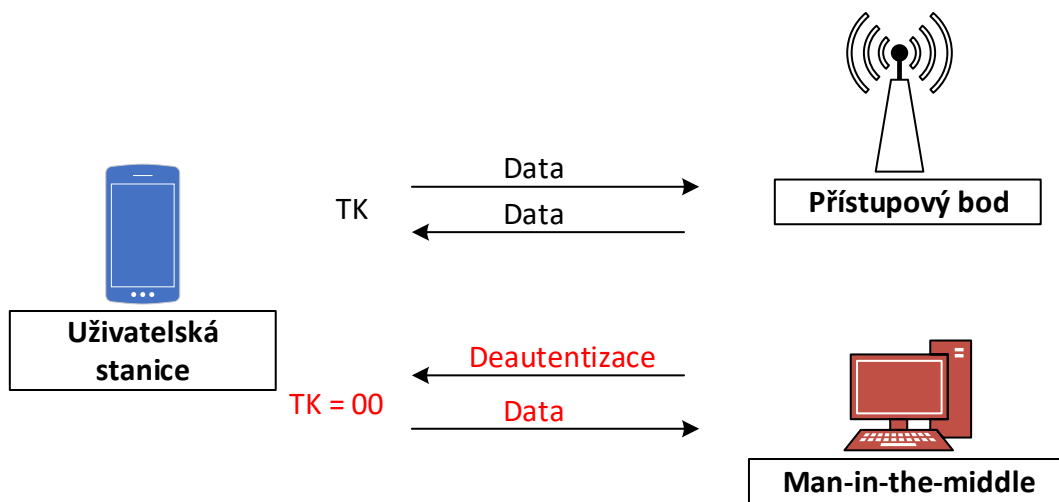 Data
TK
Data
Přístupový bod
Uživatelská
stanice
Deautentizace
TK = 00
Data
Man-in-the-middle